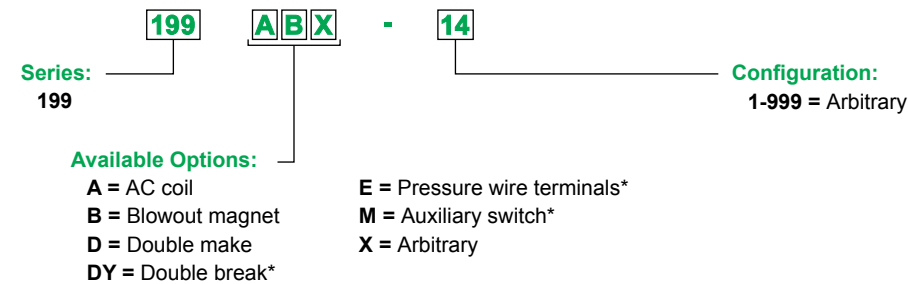 199 ABX - 14
Series:
199
Configuration:
1-999 = Arbitrary
Available Options:
A = AC coil
B = Blowout magnet
D = Double make
DY = Double break*
E = Pressure wire terminals*
M = Auxiliary switch*
X = Arbitrary